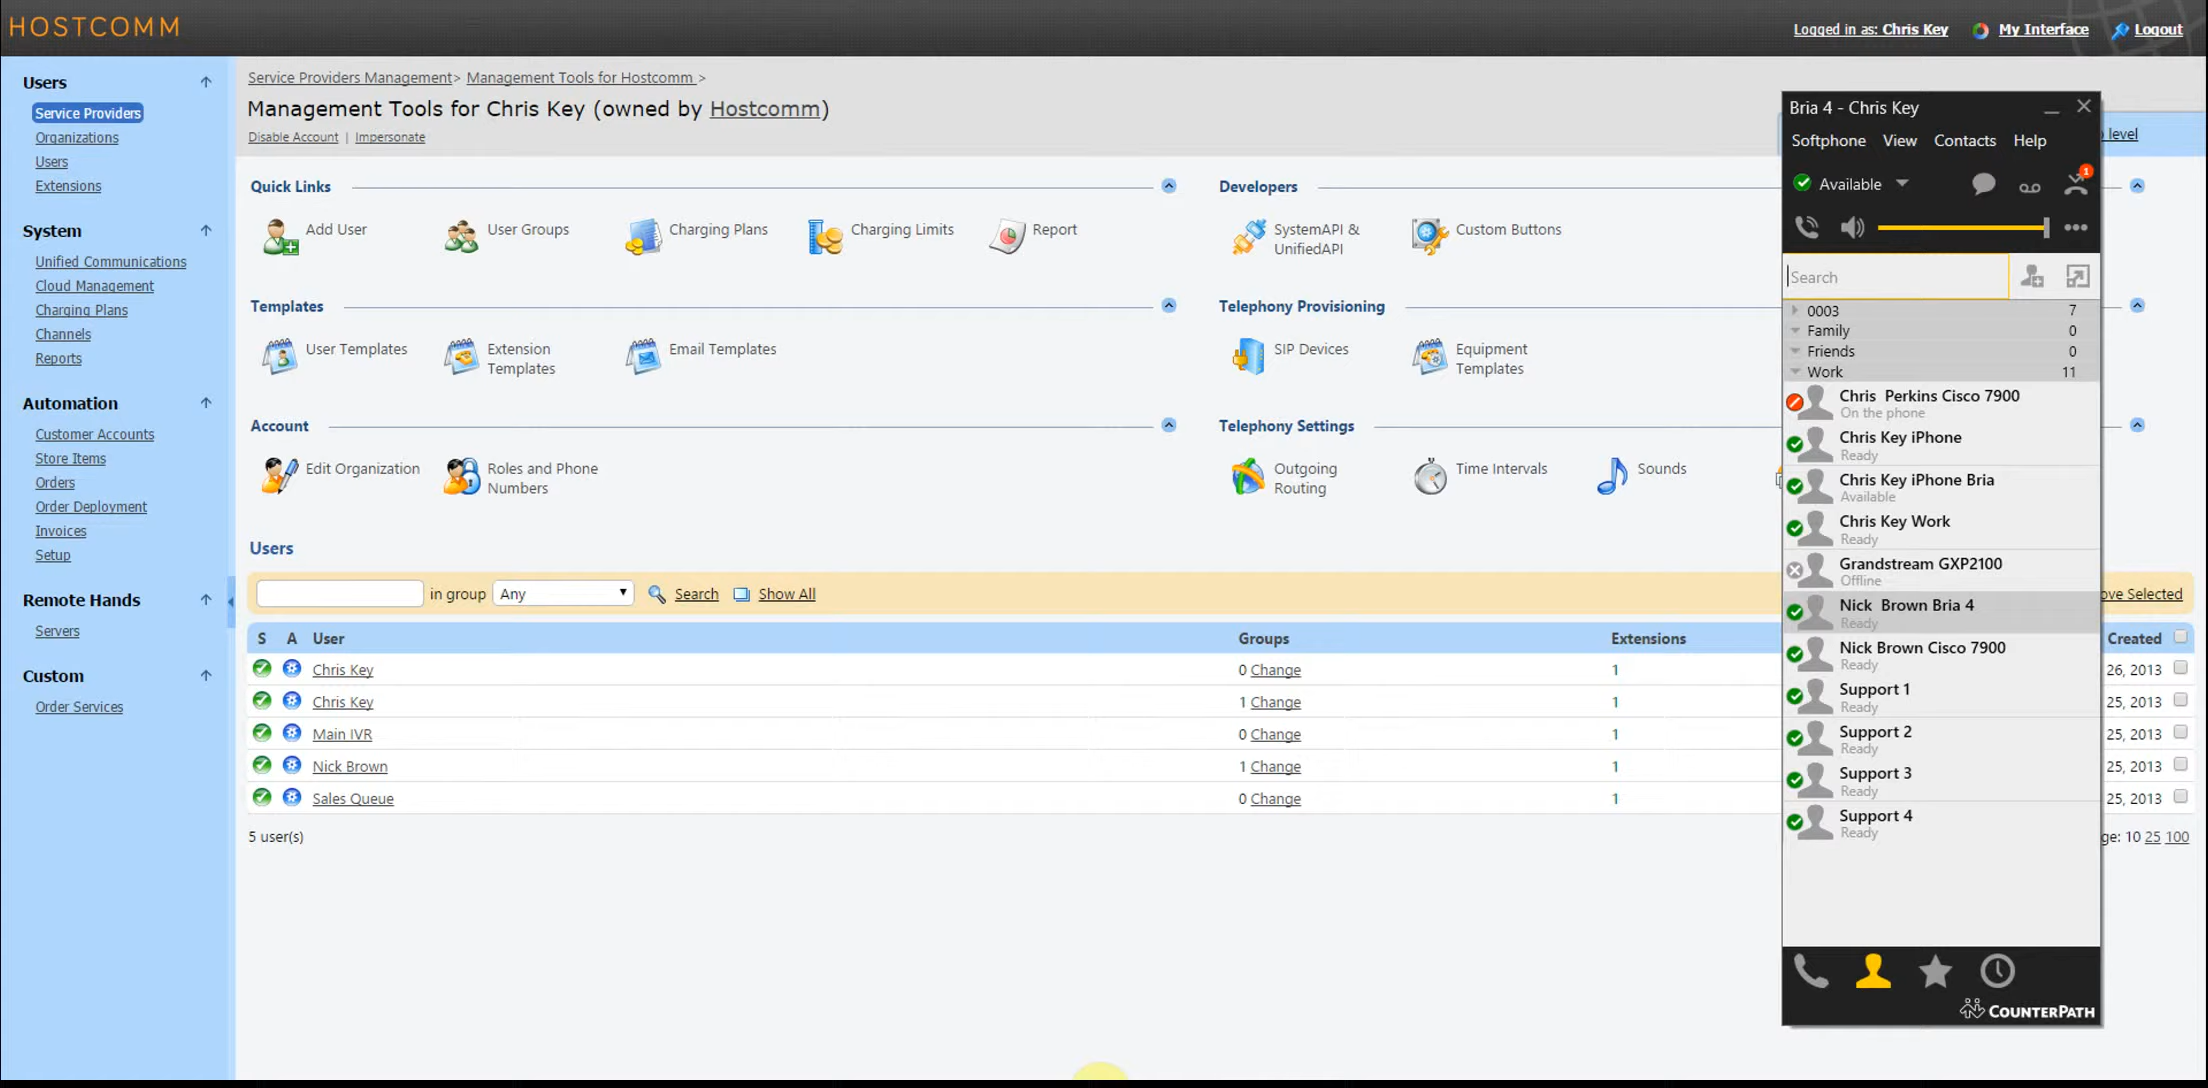 HOSTCOMM
Logged in as: Chris Key My Interface Logout
Users
Service Providers
Organizations
Users
Extensions
System
Unified Communications
Cloud Management
Charging Plans
Channels
Reports
Automation
Customer Accounts
Store Items
Orders
Order Deployment
Invoices
Setup
Remote Hands
Servers
Custom
Order Services
Service Providers Management> Management Tools for Hostcomm >
Management Tools for Chris Key (owned by Hostcomm)
Disable Account | Impersonate
level
Quick Links
Add User
User Groups
Charging Plans
Charging Limits
Report
Developers
SystemAPI &
UnifiedAPI
Custom Buttons
Templates
User Templates
Extension
Templates
Email Templates
Telephony Provisioning
SIP Devices
Equipment
Templates
Account
Edit Organization
Roles and Phone
Numbers
Telephony Settings
Outgoing
Routing
Time Intervals
Sounds
Users
in group Any Search Show All
Selected
S A User Groups Extensions Created
Chris Key 0 Change 1 26, 2013
Chris Key 1 Change 1 25, 2013
Main IVR 0 Change 1 25, 2013
Nick Brown 1 Change 1 25, 2013
Sales Queue 0 Change 1 25, 2013
5 user(s)
10 25 100
Bria 4 - Chris Key
Softphone View Contacts Help
Available
1
Search
0003 7
Family 0
Friends 0
Work 11
Chris Perkins Cisco 7900
On the phone
Chris Key iPhone
Ready
Chris Key iPhone Bria
Available
Chris Key Work
Ready
Grandstream GXP2100
Offline
Nick Brown Bria 4
Ready
Nick Brown Cisco 7900
Ready
Support 1
Ready
Support 2
Ready
Support 3
Ready
Support 4
Ready
COUNTERPATH